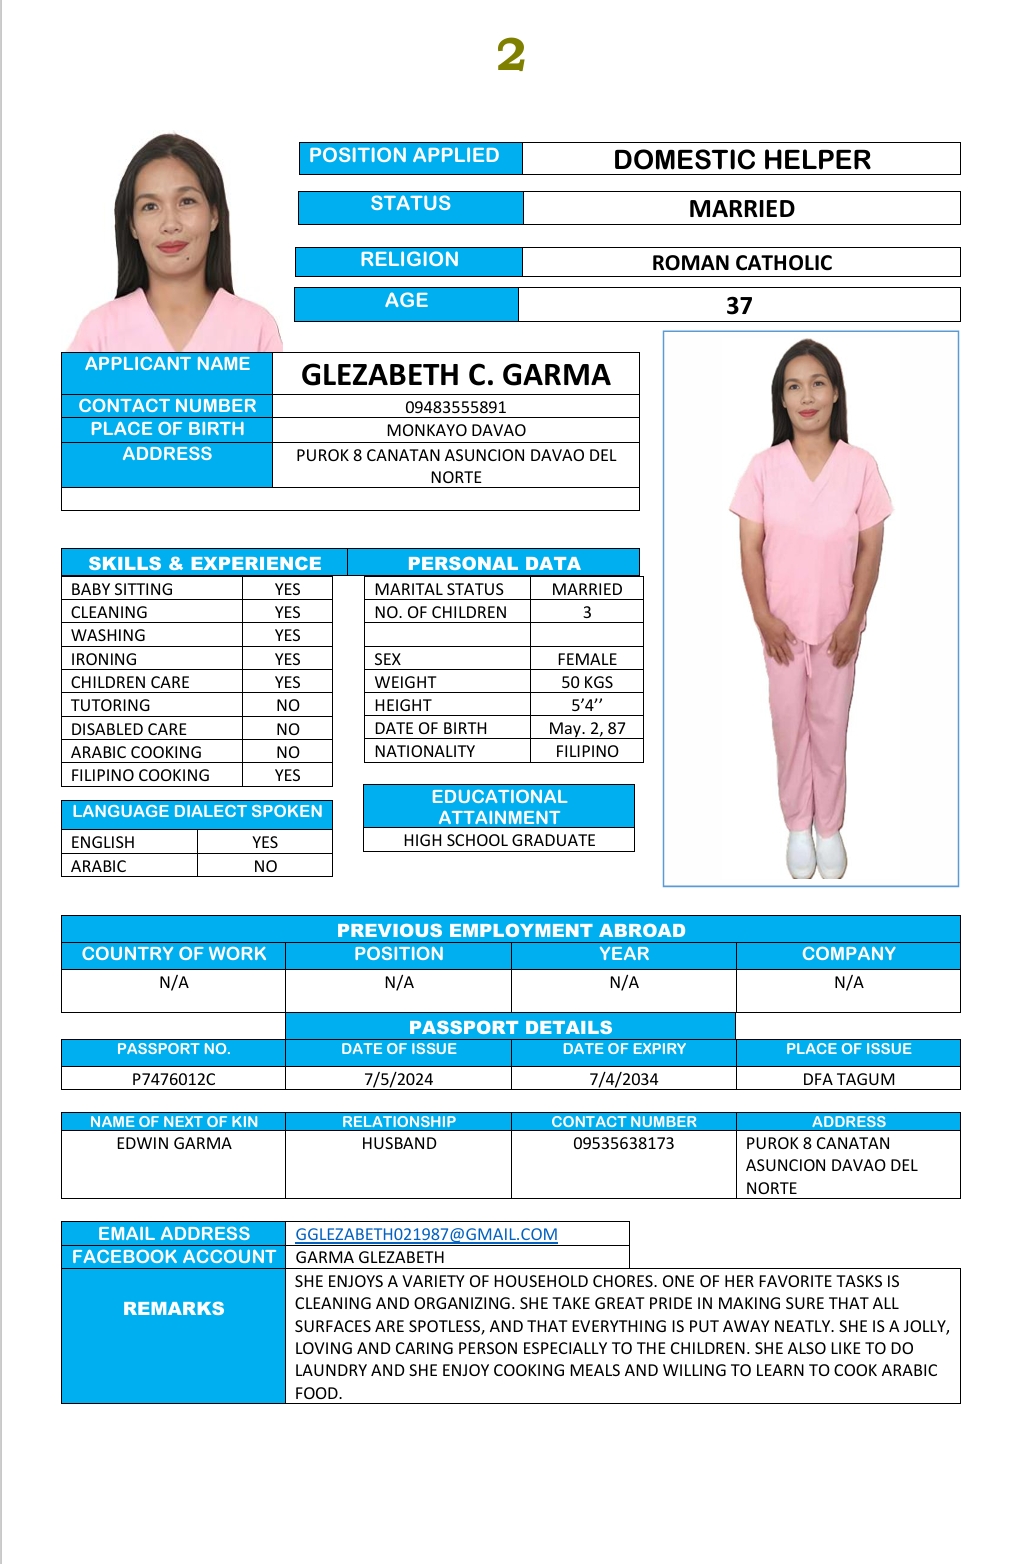 2
POSITION APPLIED DOMESTIC HELPER
STATUS MARRIED
RELIGION ROMAN CATHOLIC
AGE 37
APPLICANT NAME GLEZABETH C. GARMA
CONTACT NUMBER 09483555891
PLACE OF BIRTH MONKAYO DAVAO
ADDRESS PUROK 8 CANATAN ASUNCION DAVAO DEL
NORTE
SKILLS & EXPERIENCE
BABY SITTING YES
CLEANING YES
WASHING YES
IRONING YES
CHILDREN CARE YES
TUTORING NO
DISABLED CARE NO
ARABIC COOKING NO
FILIPINO COOKING YES
LANGUAGE DIALECT SPOKEN
ENGLISH YES
ARABIC NO
PERSONAL DATA
MARITAL STATUS MARRIED
NO. OF CHILDREN 3
SEX FEMALE
WEIGHT 50 KGS
HEIGHT 5’4’’
DATE OF BIRTH May. 2, 87
NATIONALITY FILIPINO
EDUCATIONAL
ATTAINMENT
HIGH SCHOOL GRADUATE
PREVIOUS EMPLOYMENT ABROAD
COUNTRY OF WORK POSITION YEAR COMPANY
N/A N/A N/A N/A
PASSPORT DETAILS
PASSPORT NO. DATE OF ISSUE DATE OF EXPIRY PLACE OF ISSUE
P7476012C 7/5/2024 7/4/2034 DFA TAGUM
NAME OF NEXT OF KIN RELATIONSHIP CONTACT NUMBER ADDRESS
EDWIN GARMA HUSBAND 09535638173 PUROK 8 CANATAN
ASUNCION DAVAO DEL
NORTE
EMAIL ADDRESS GGLEZABETH021987@GMAIL.COM
FACEBOOK ACCOUNT GARMA GLEZABETH
REMARKS
SHE ENJOYS A VARIETY OF HOUSEHOLD CHORES. ONE OF HER FAVORITE TASKS IS
CLEANING AND ORGANIZING. SHE TAKE GREAT PRIDE IN MAKING SURE THAT ALL
SURFACES ARE SPOTLESS, AND THAT EVERYTHING IS PUT AWAY NEATLY. SHE IS A JOLLY,
LOVING AND CARING PERSON ESPECIALLY TO THE CHILDREN. SHE ALSO LIKE TO DO
LAUNDRY AND SHE ENJOY COOKING MEALS AND WILLING TO LEARN TO COOK ARABIC
FOOD.